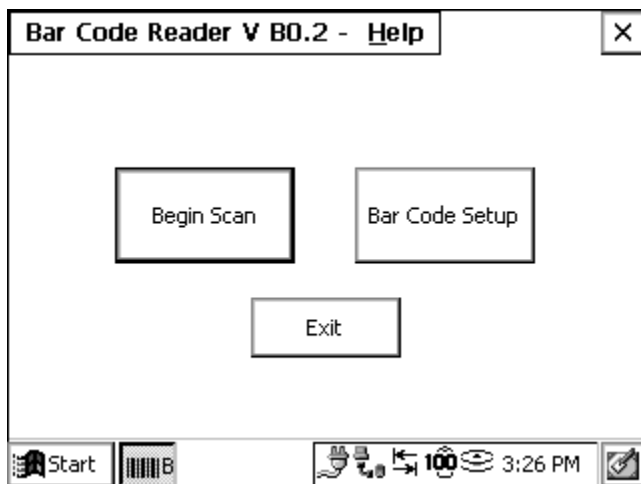 Bar Code Reader V B0.2 - Help
Begin Scan
Bar Code Setup
Exit
Start
B
100
3:26 PM